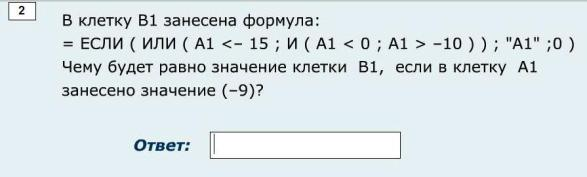 2
В клетку В1 занесена формула:
= ЕСЛИ ( ИЛИ ( А1 <– 15 ; И ( А1 < 0 ; А1 > –10 ) ) ; "А1" ;0 )
Чему будет равно значение клетки В1, если в клетку А1
занесено значение (–9)?
Ответ: